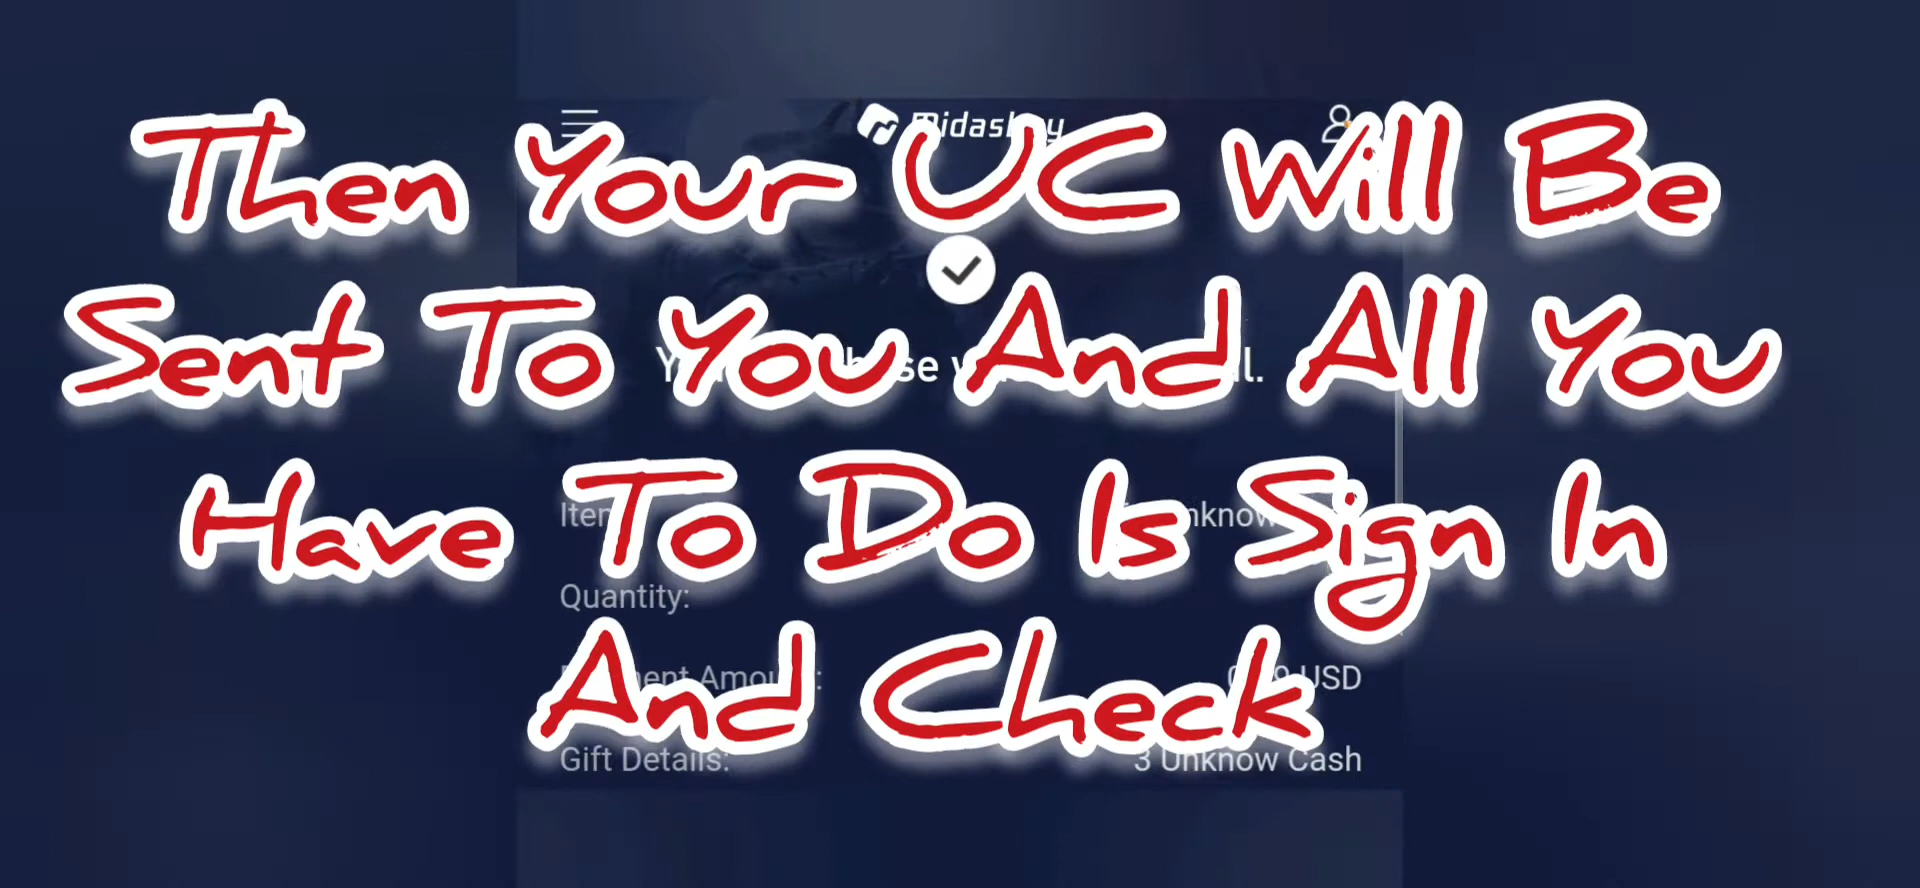 Then Your UC Will Be
Sent To You And All You
Have To Do Is Sign In
And Check
Quantity:
USD
Gift Details:
3 Unknow Cash